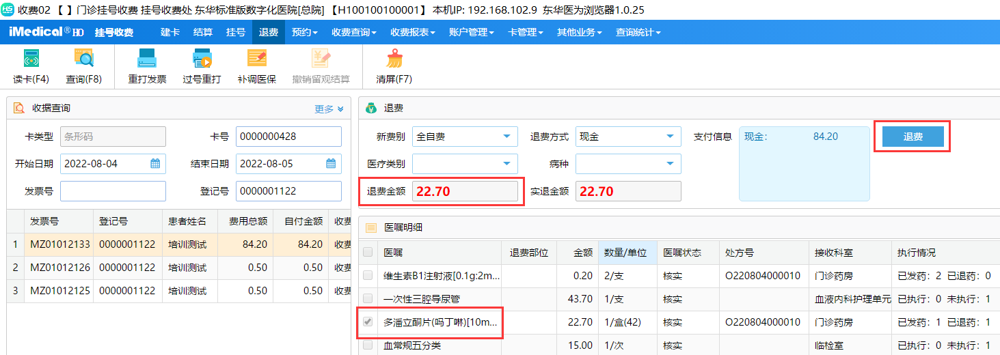 收费02 【 】门诊挂号收费 挂号收费处 东华标准版数字化医院[总院] 【H100100100001】 本机IP: 192.168.102.9 东华医为浏览器1.0.25
iMedical® HO 挂号收费 建卡 结算 挂号 退费 预约 收费查询 收费报表 账户管理 卡管理 其他业务 查询统计
读卡(F4) 查询(F8) 重打发票 过号重打 补调医保 撤销留观结算 清屏(F7)
收据查询 更多
卡类型 条形码 卡号 0000000428
开始日期 2022-08-04 结束日期 2022-08-05
发票号 登记号 0000001122
发票号 登记号 患者姓名 费用总额 自付金额 收费
1 MZ01012133 0000001122 培训测试 84.20 84.20 收费
2 MZ01012126 0000001122 培训测试 0.50 0.50 收费
3 MZ01012125 0000001122 培训测试 0.50 0.50 收费
退费
新费别 全自费 退费方式 现金 支付信息 现金: 84.20 退费
医疗类别 病种
退费金额 22.70 实退金额 22.70
医嘱明细
医嘱 退费部位 金额 数量/单位 医嘱状态 处方号 接收科室 执行情况
维生素B1注射液[0.1g:2m... 0.20 2/支 核实 O220804000010 门诊药房 已发药: 2 已退药: 0
一次性三腔导尿管 43.70 1/支 核实 血液内科护理单元 已执行: 0 未执行: 1
多潘立酮片(吗丁啉)[10m... 22.70 1/盒(42) 核实 O220804000010 门诊药房 已发药: 1 已退药: 1
血常规五分类 15.00 1/次 核实 临检室 已执行: 0 未执行: 1